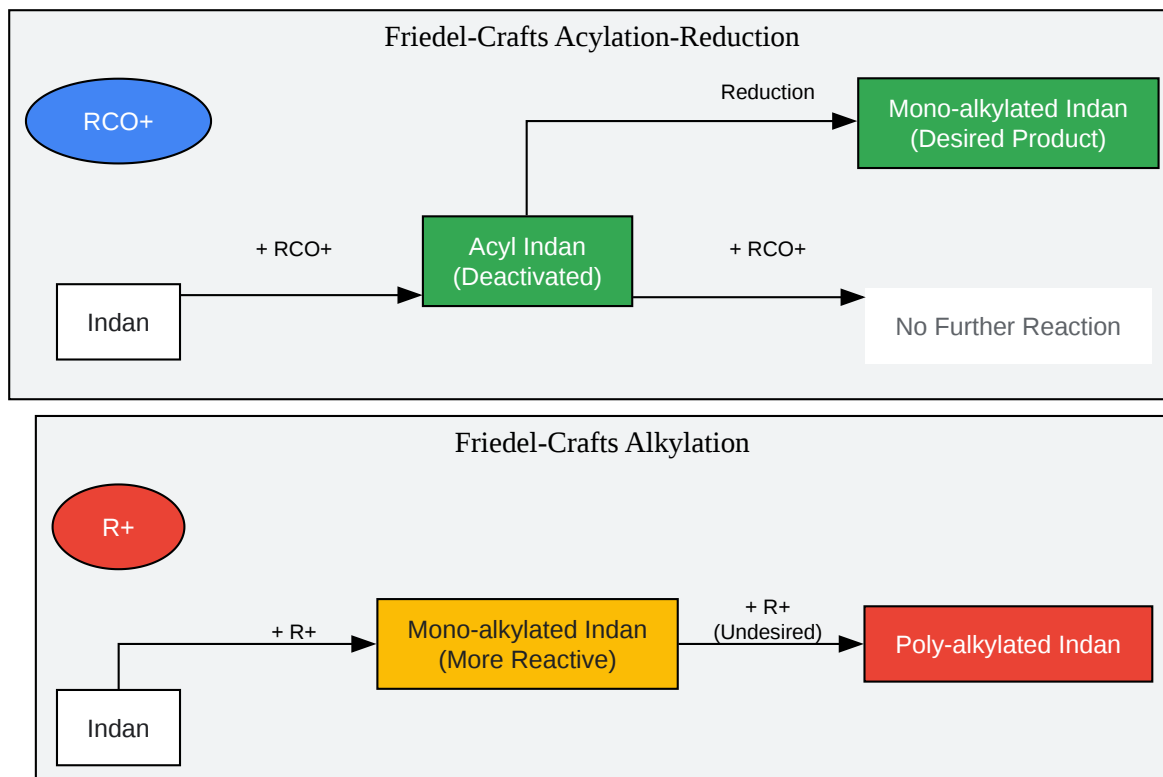 Friedel-Crafts Acylation-Reduction
RCO+
Reduction
Mono-alkylated Indan
(Desired Product)
+ RCO+
Acyl Indan
(Deactivated)
+ RCO+
Indan
No Further Reaction
Friedel-Crafts Alkylation
R+
+ R+
Mono-alkylated Indan
(More Reactive)
+ R+
(Undesired)
Poly-alkylated Indan
Indan